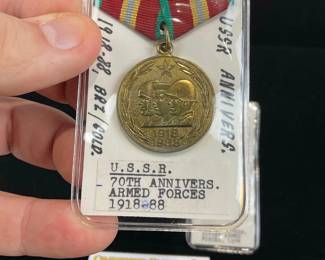 1918-88, BRZ/GOLD.
USSR ANNIVERS.
1918
1988
U.S.S.R.
70TH ANNIVERS.
ARMED FORCES
1918-88